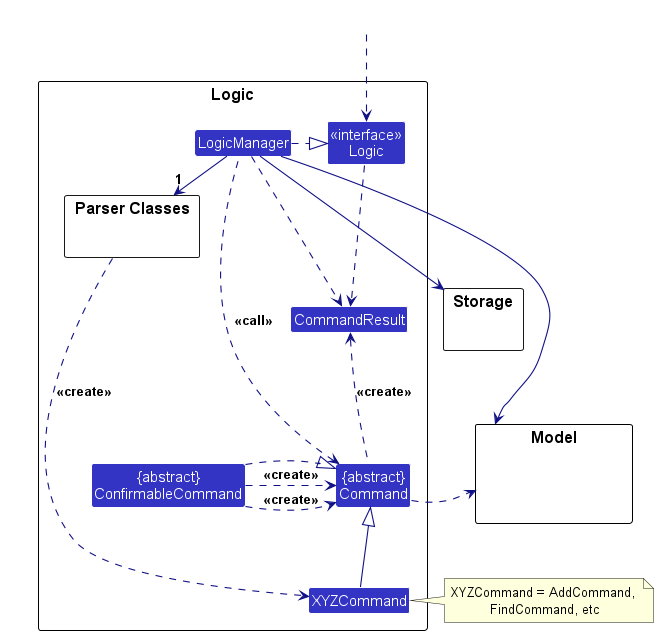 Logic
LogicManager
«interface»
Logic
1
Parser Classes
Storage
CommandResult
«call»
«create»
«create»
Model
{abstract}
ConfirmableCommand
«create»
«create»
{abstract}
Command
XYZCommand
XYZCommand = AddCommand,
FindCommand, etc